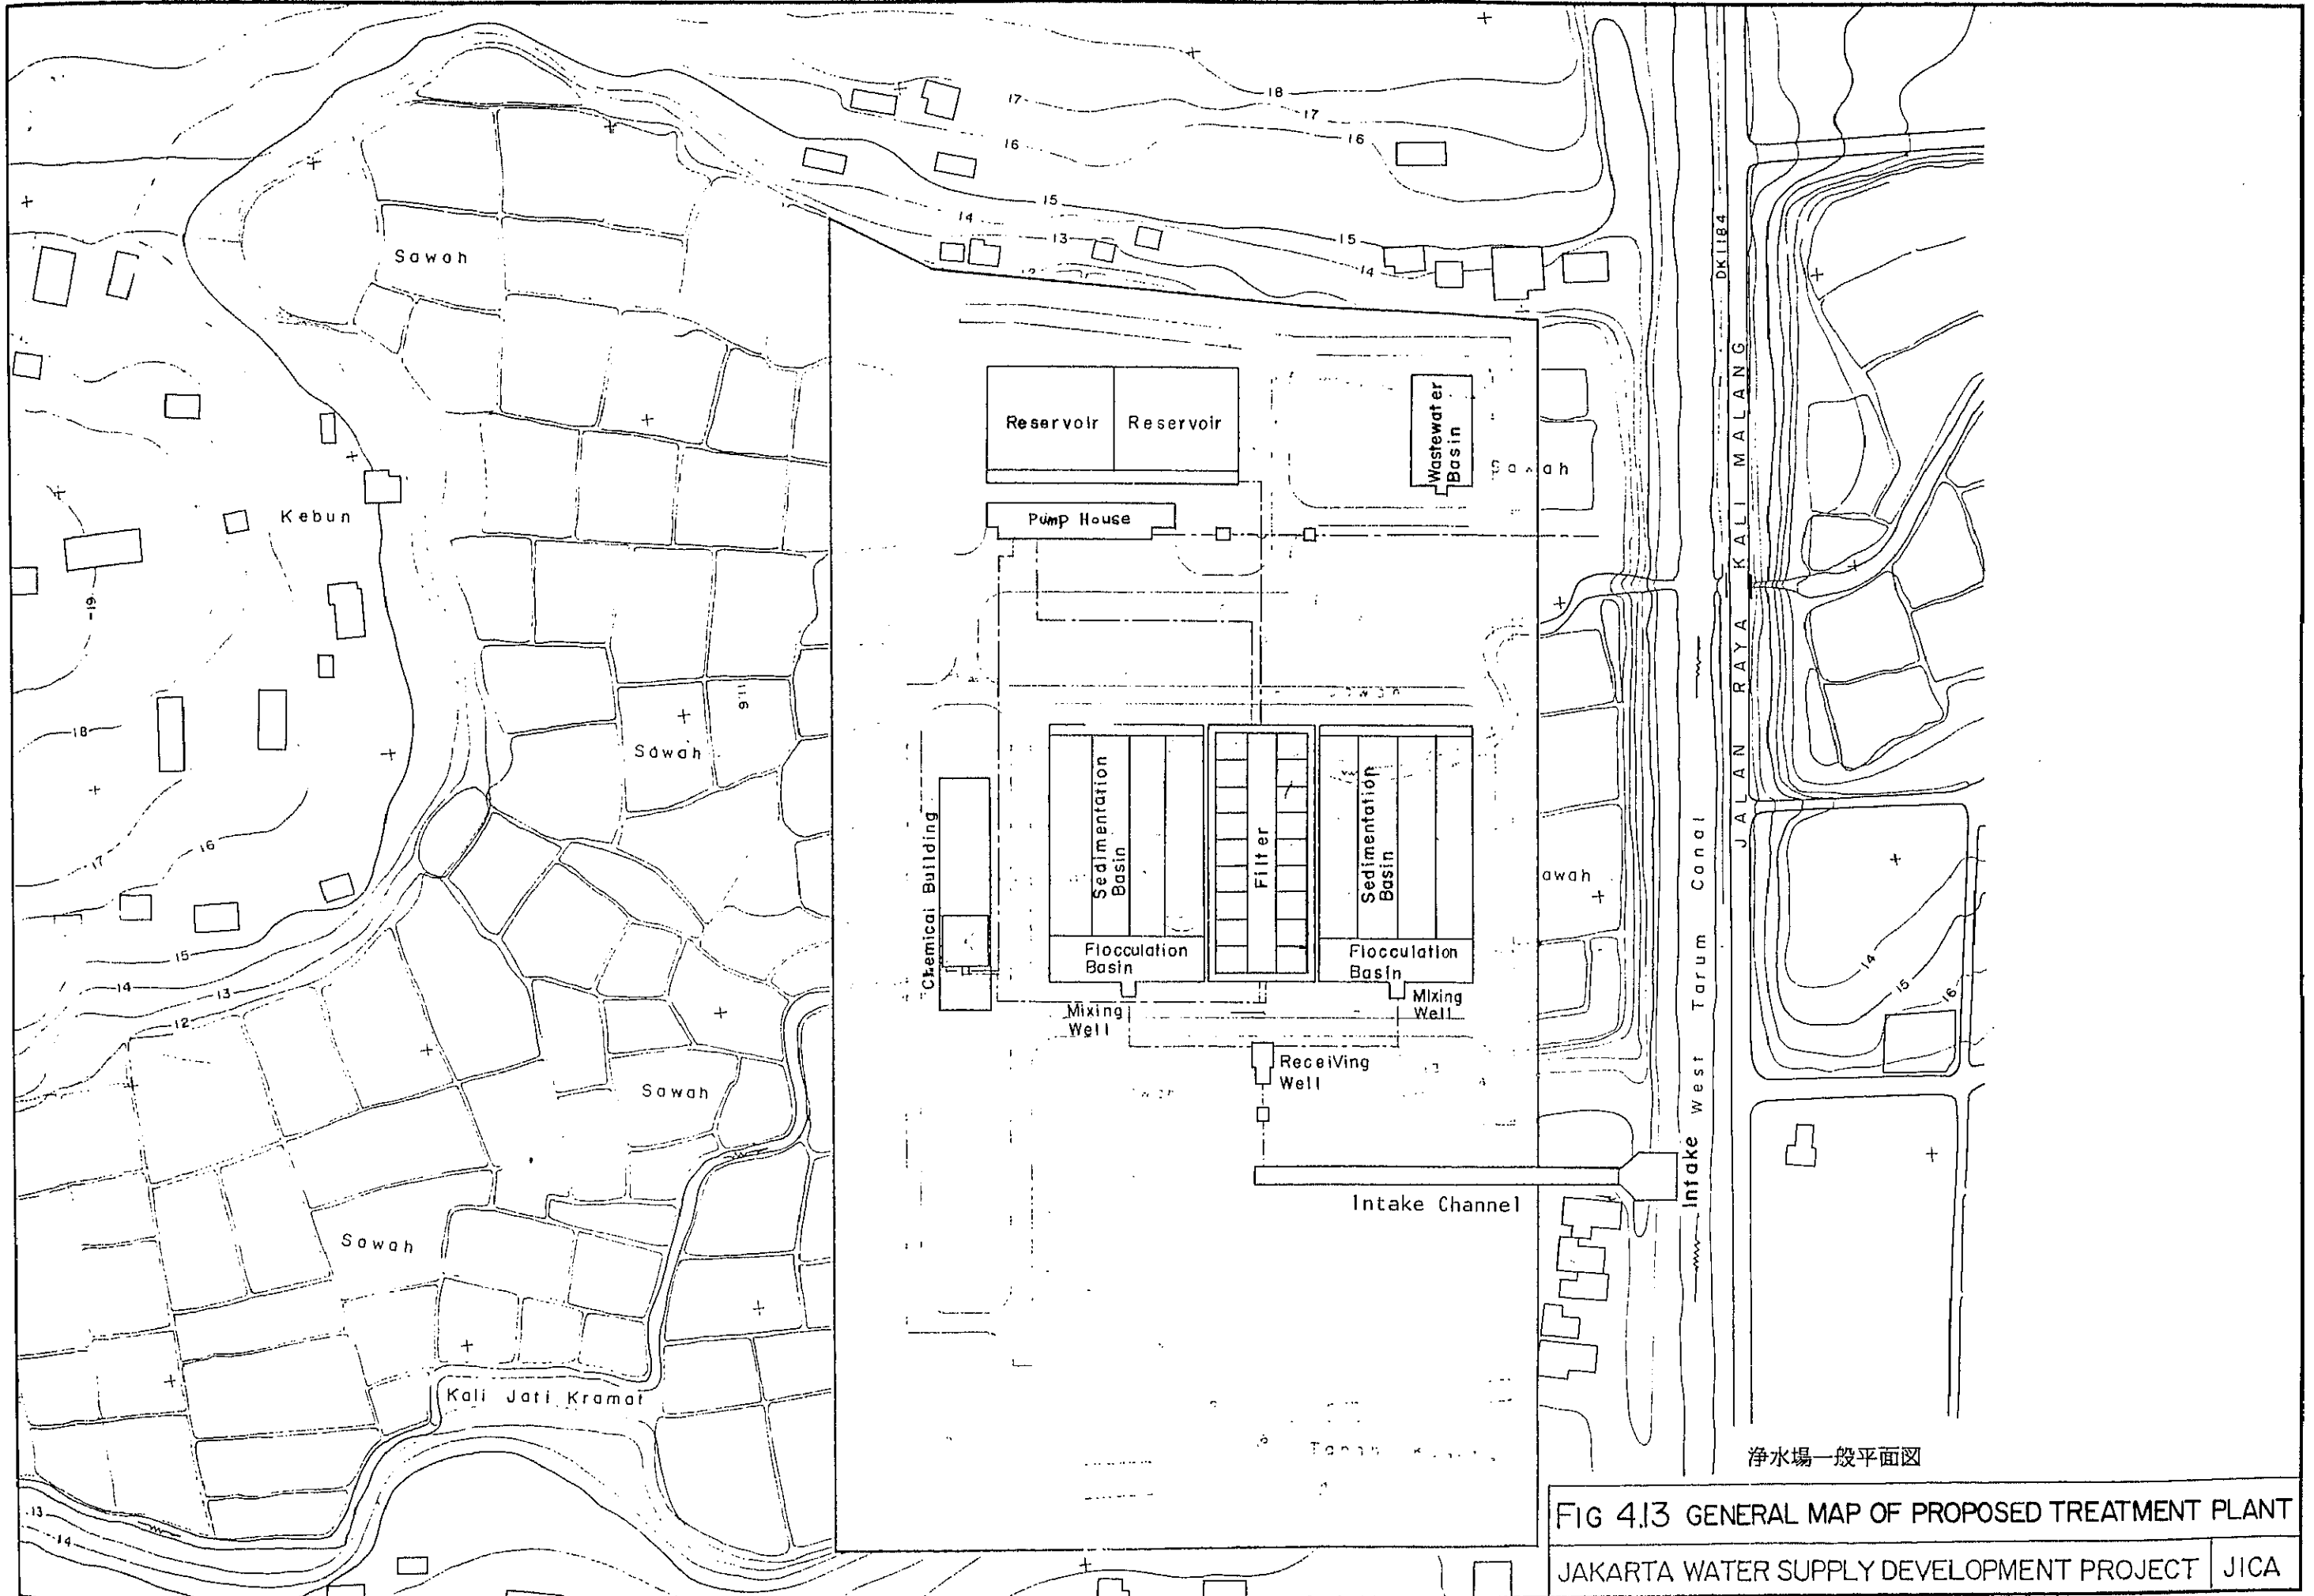 18
17
17
16
16
15
14
13
15
14
DK 1184
Sawah
JALAN RAYA KALI MALANG
Reservoir
Reservoir
Wastewater
Basin
Sawah
Kebun
Pump House
19
18
17
16
15
14
13
12
Sawah
Sedimentation
Basin
Filter
Sedimentation
Basin
Chemical Building
Flocculation
Basin
Flocculation
Basin
Mixing
Well
Mixing
Well
Receiving
Well
awah
West Tarum Canal
14
15
16
Sawah
Intake
Intake Channel
Sawah
Kali Jati Kramat
13
14
浄水場一般平面図
FIG 4.13 GENERAL MAP OF PROPOSED TREATMENT PLANT
JAKARTA WATER SUPPLY DEVELOPMENT PROJECT
JICA